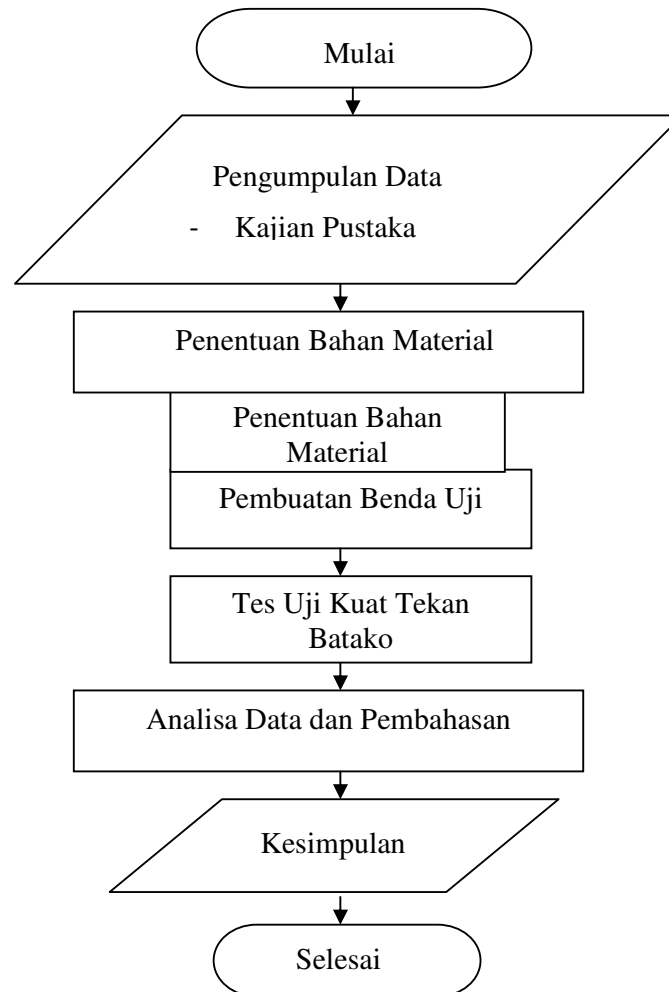 Mulai
Pengumpulan Data
- Kajian Pustaka
Penentuan Bahan Material
Penentuan Bahan
Material
Pembuatan Benda Uji
Tes Uji Kuat Tekan
Batako
Analisa Data dan Pembahasan
Kesimpulan
Selesai